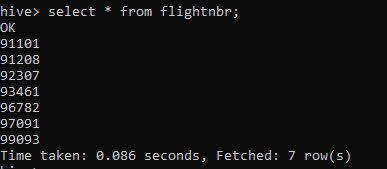 hive> select * from flightnbr;
OK
91101
91208
92307
93461
96782
97091
99093
Time taken: 0.086 seconds, Fetched: 7 row(s)